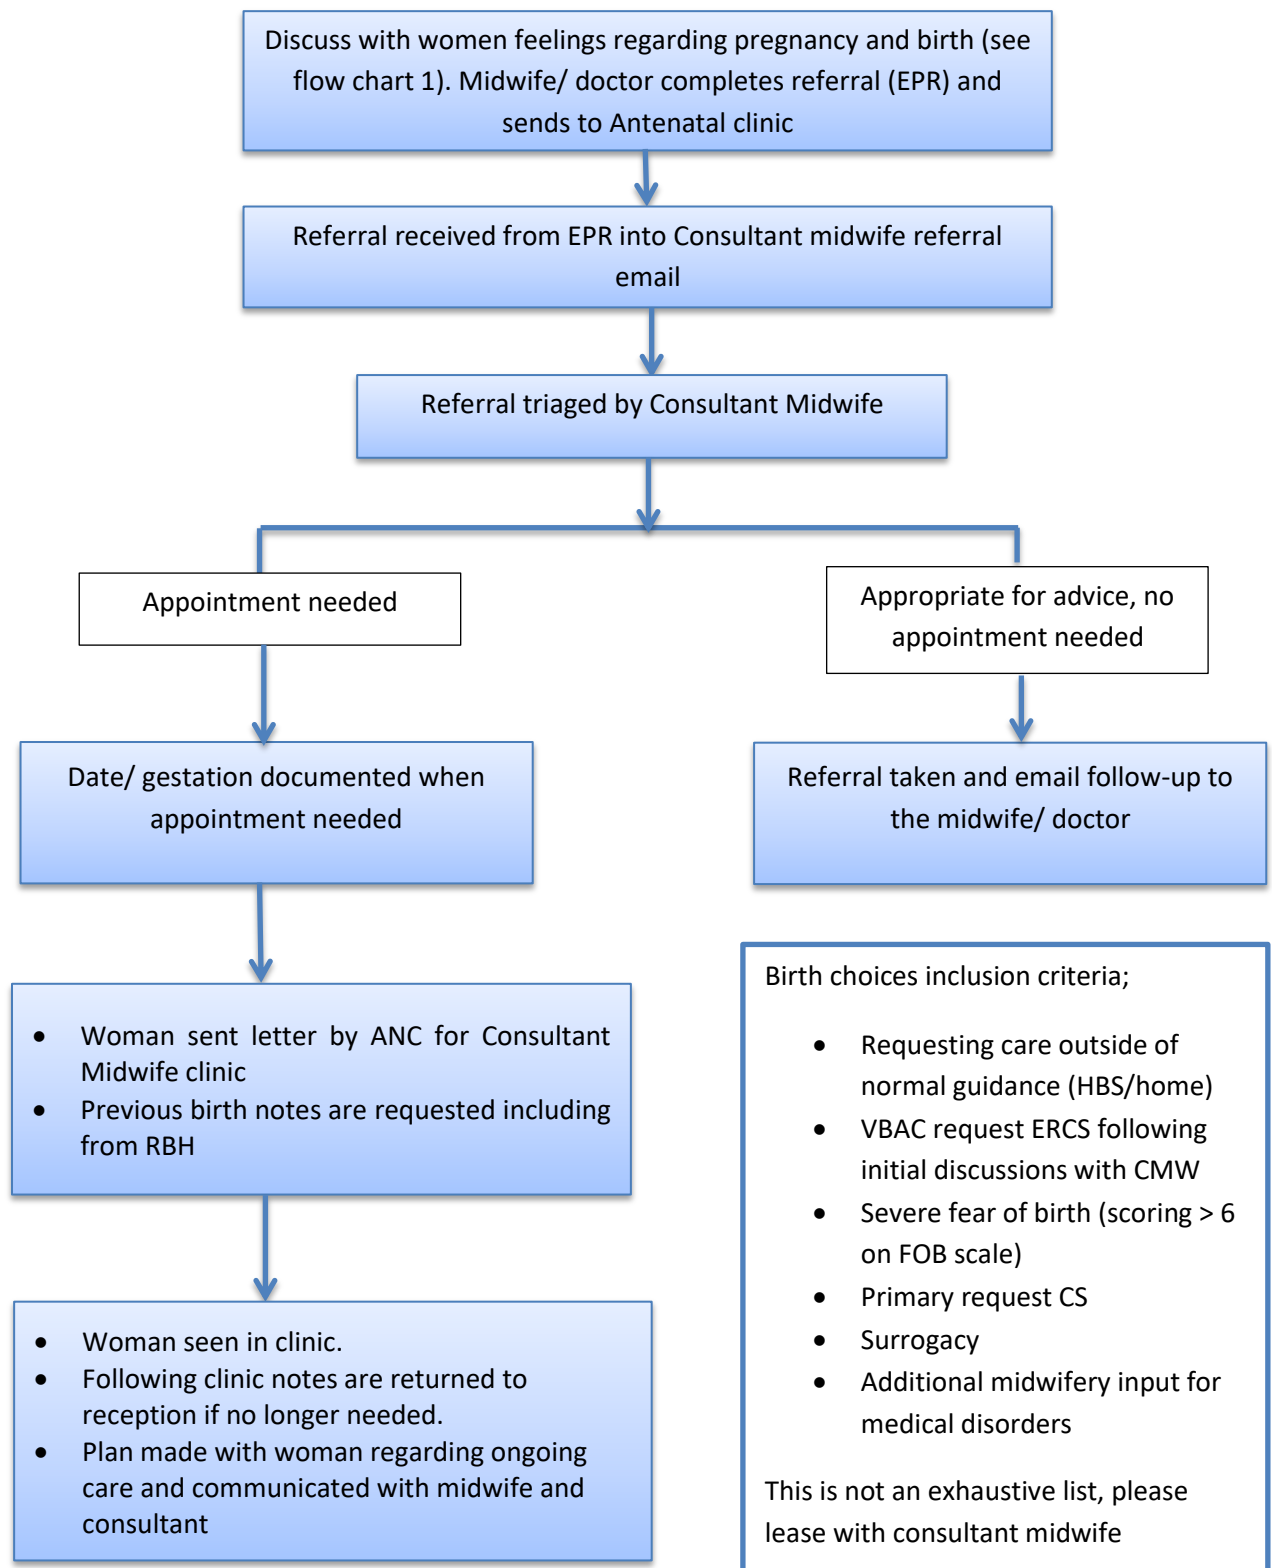 Discuss with women feelings regarding pregnancy and birth (see
flow chart 1). Midwife/ doctor completes referral (EPR) and
sends to Antenatal clinic
Referral received from EPR into Consultant midwife referral
email
Referral triaged by Consultant Midwife
Appointment needed
Appropriate for advice, no
appointment needed
Date/ gestation documented when
appointment needed
Referral taken and email follow-up to
the midwife/ doctor
• Woman sent letter by ANC for Consultant
Midwife clinic
• Previous birth notes are requested including
from RBH
• Woman seen in clinic.
• Following clinic notes are returned to
reception if no longer needed.
• Plan made with woman regarding ongoing
care and communicated with midwife and
consultant
Birth choices inclusion criteria;
• Requesting care outside of
normal guidance (HBS/home)
• VBAC request ERCS following
initial discussions with CMW
• Severe fear of birth (scoring > 6
on FOB scale)
• Primary request CS
• Surrogacy
• Additional midwifery input for
medical disorders
This is not an exhaustive list, please
lease with consultant midwife